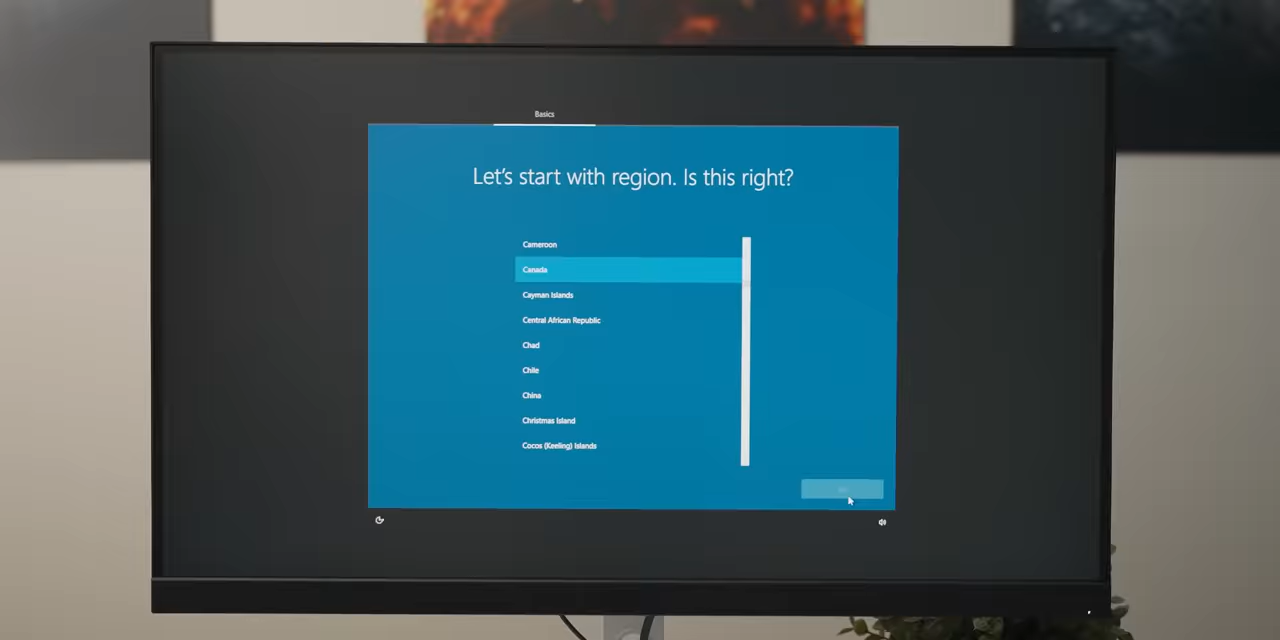 Basics
Let's start with region. Is this right?
Cameroon
Canada
Cayman Islands
Central African Republic
Chad
Chile
China
Christmas Island
Cocos (Keeling) Islands